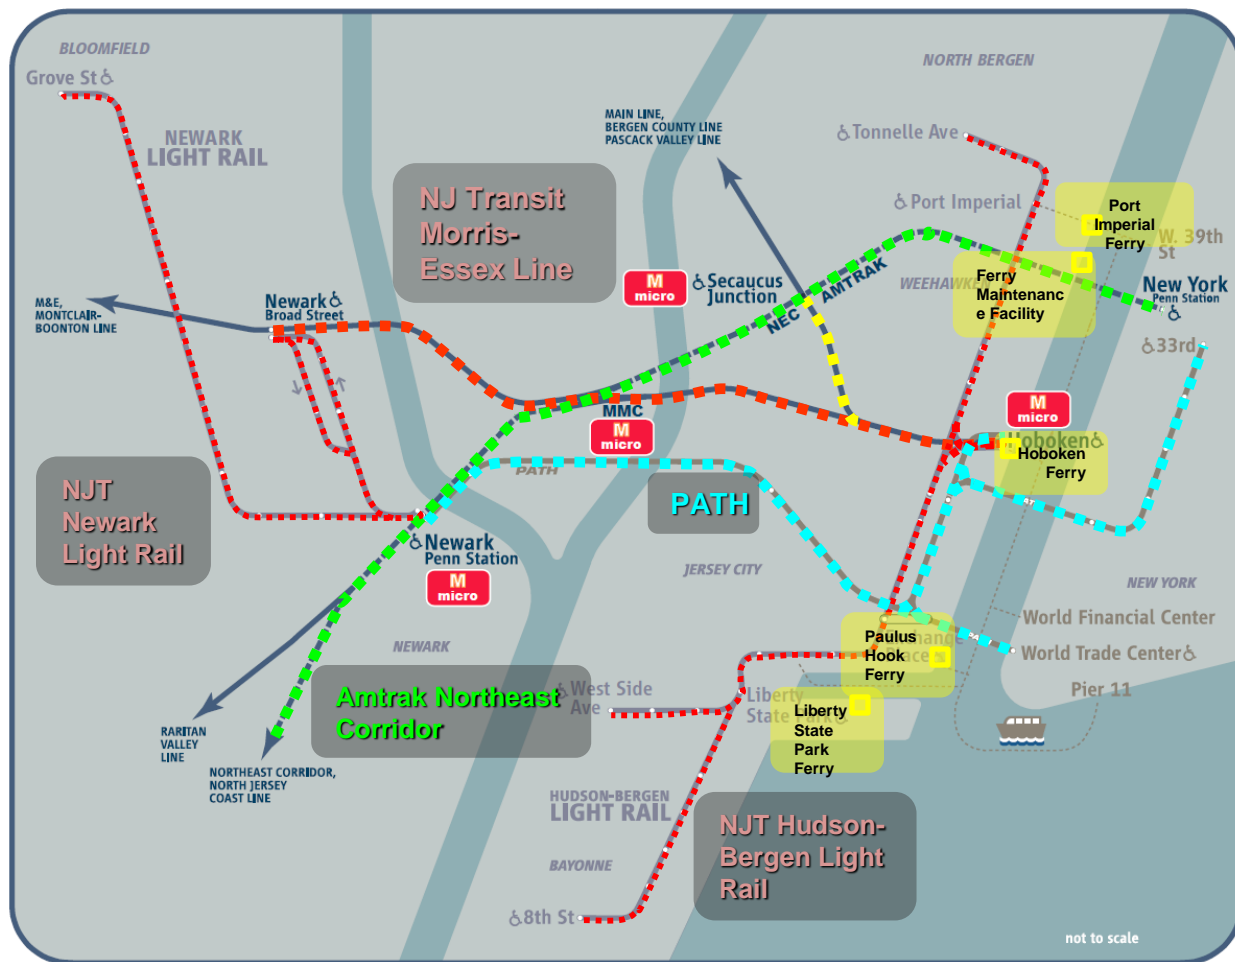 BLOOMFIELD
Grove St
NEWARK
LIGHT RAIL
NORTH BERGEN
MAIN LINE,
BERGEN COUNTY LINE
PASCACK VALLEY LINE
Tonnelle Ave
NJ Transit
Morris-
Essex Line
Port Imperial
Port
Imperial
Ferry
W. 39th
St
WEEHAWKEN
Ferry
Maintenanc
e Facility
New York
Penn Station
M
micro
Secaucus
Junction
NEC
AMTRAK
M&E,
MONTCLAIR-
BOONTON LINE
Newark
Broad Street
33rd
MMC
M
micro
M
micro
Hoboken
Hoboken
Ferry
PATH
PATH
NJT
Newark
Light Rail
Newark
Penn Station
M
micro
JERSEY CITY
NEW YORK
World Financial Center
World Trade Center
Pier 11
NEWARK
Paulus
Hook
Ferry
Amtrak Northeast
Corridor
West Side
Ave
Liberty
State Park
Liberty
State
Park
Ferry
RARITAN
VALLEY
LINE
NORTHEAST CORRIDOR,
NORTH JERSEY
COAST LINE
HUDSON-BERGEN
LIGHT RAIL
NJT Hudson-
Bergen Light
Rail
BAYONNE
8th St
not to scale